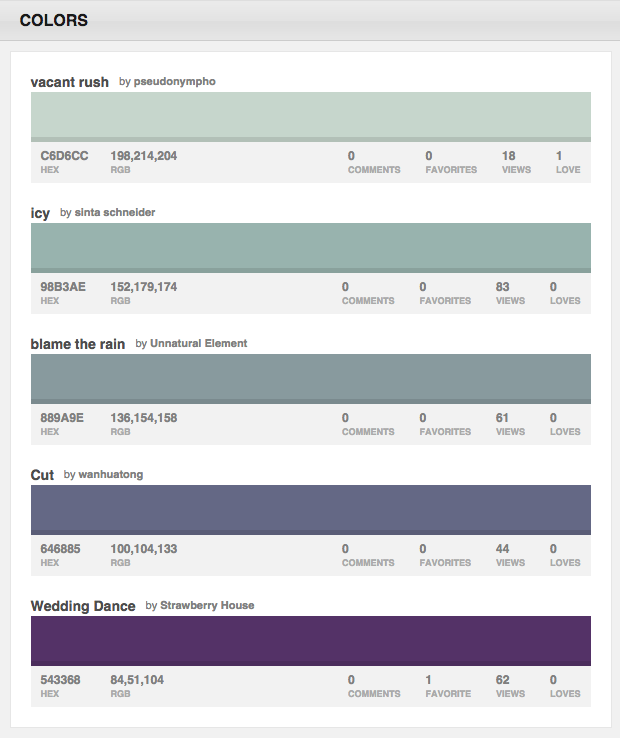 COLORS
vacant rush by pseudonympho
C6D6CC 198,214,204 0 0 18 1
HEX RGB COMMENTS FAVORITES VIEWS LOVE
icy by sinta schneider
98B3AE 152,179,174 0 0 83 0
HEX RGB COMMENTS FAVORITES VIEWS LOVES
blame the rain by Unnatural Element
889A9E 136,154,158 0 0 61 0
HEX RGB COMMENTS FAVORITES VIEWS LOVES
Cut by wanhuatong
646885 100,104,133 0 0 44 0
HEX RGB COMMENTS FAVORITES VIEWS LOVES
Wedding Dance by Strawberry House
543368 84,51,104 0 1 62 0
HEX RGB COMMENTS FAVORITE VIEWS LOVES